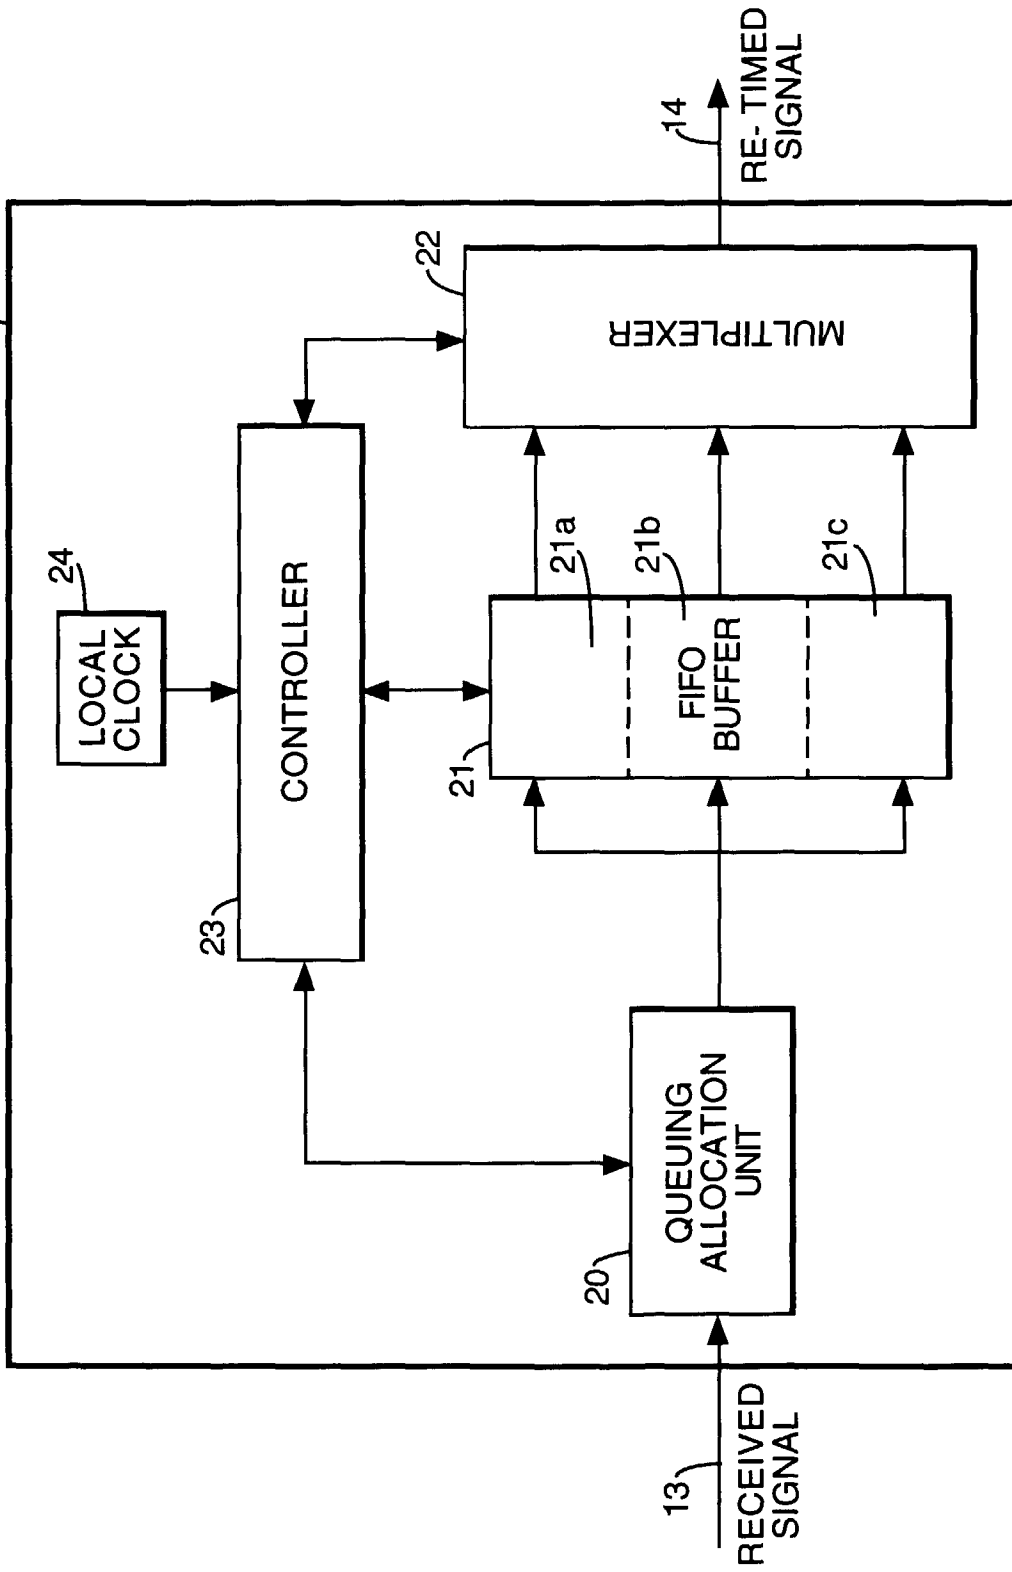 24
LOCAL
CLOCK
23
CONTROLLER
22
MULTIPLEXER
21
21a
FIFO
BUFFER
21b
21c
20
QUEUING
ALLOCATION
UNIT
13
RECEIVED
SIGNAL
14
RE- TIMED
SIGNAL